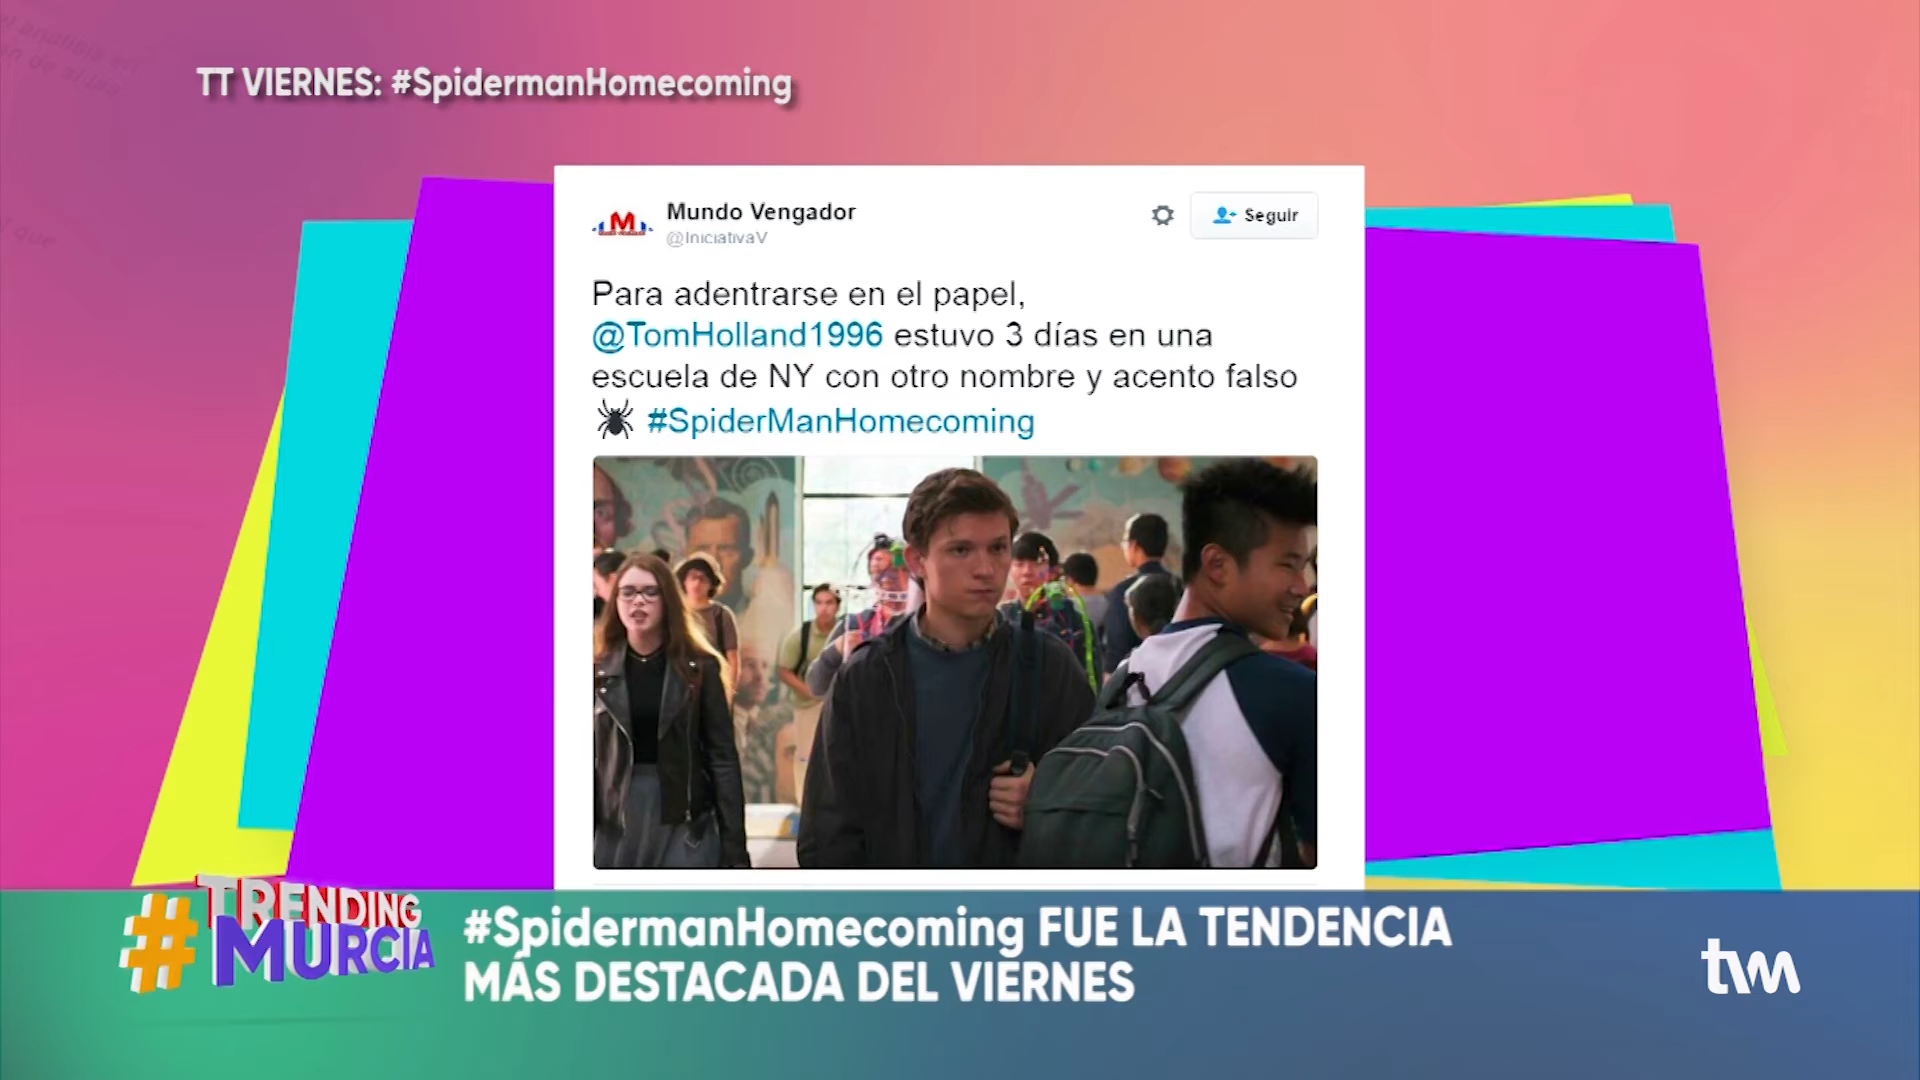 TT VIERNES: #SpidermanHomecoming
Mundo Vengador
@IniciativaV
Seguir
Para adentrarse en el papel,
@TomHolland1996 estuvo 3 días en una
escuela de NY con otro nombre y acento falso
#SpiderManHomecoming
#TRENDING
MURCIA
#SpidermanHomecoming FUE LA TENDENCIA
MÁS DESTACADA DEL VIERNES
tvm